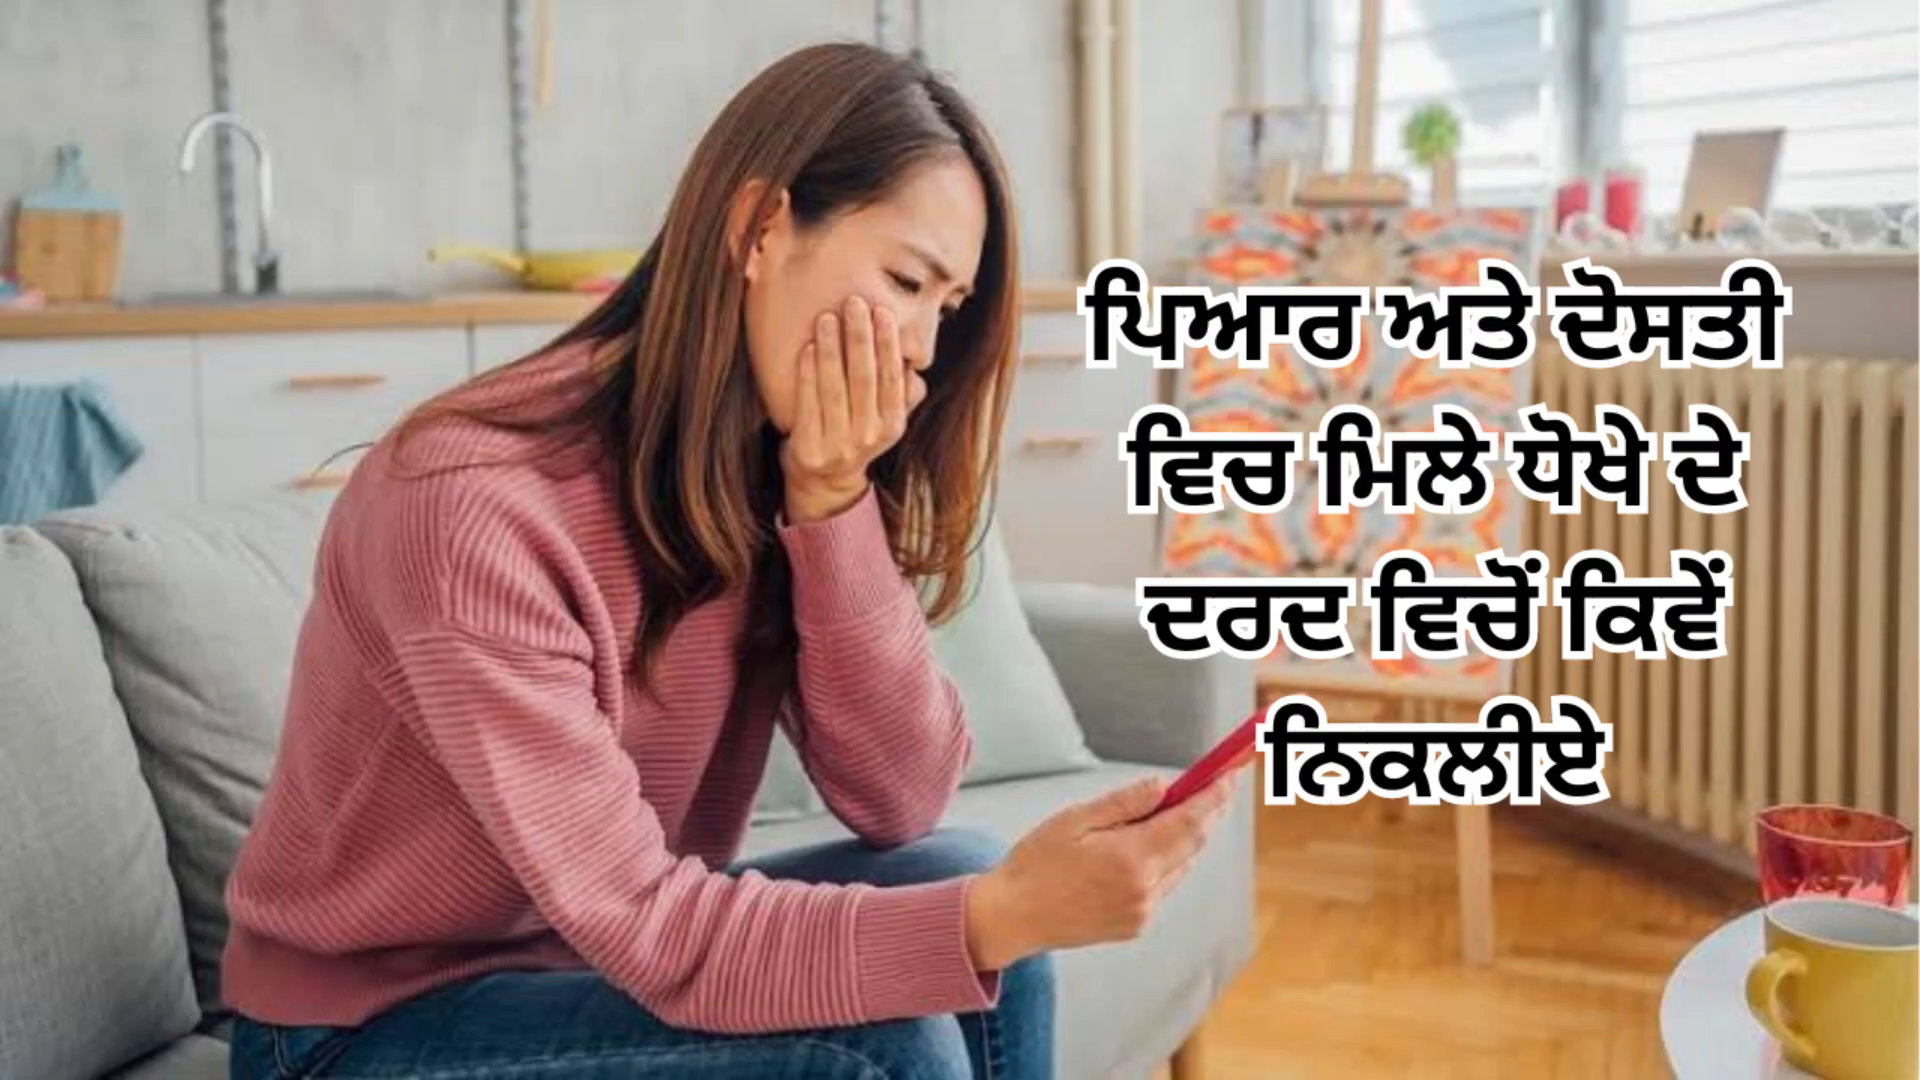 ਪਿਆਰ ਅਤੇ ਦੋਸਤੀ
ਵਿਚ ਮਿਲੇ ਧੋਖੇ ਦੇ
ਦਰਦ ਵਿਚੋਂ ਕਿਵੇਂ
ਨਿਕਲੀਏ